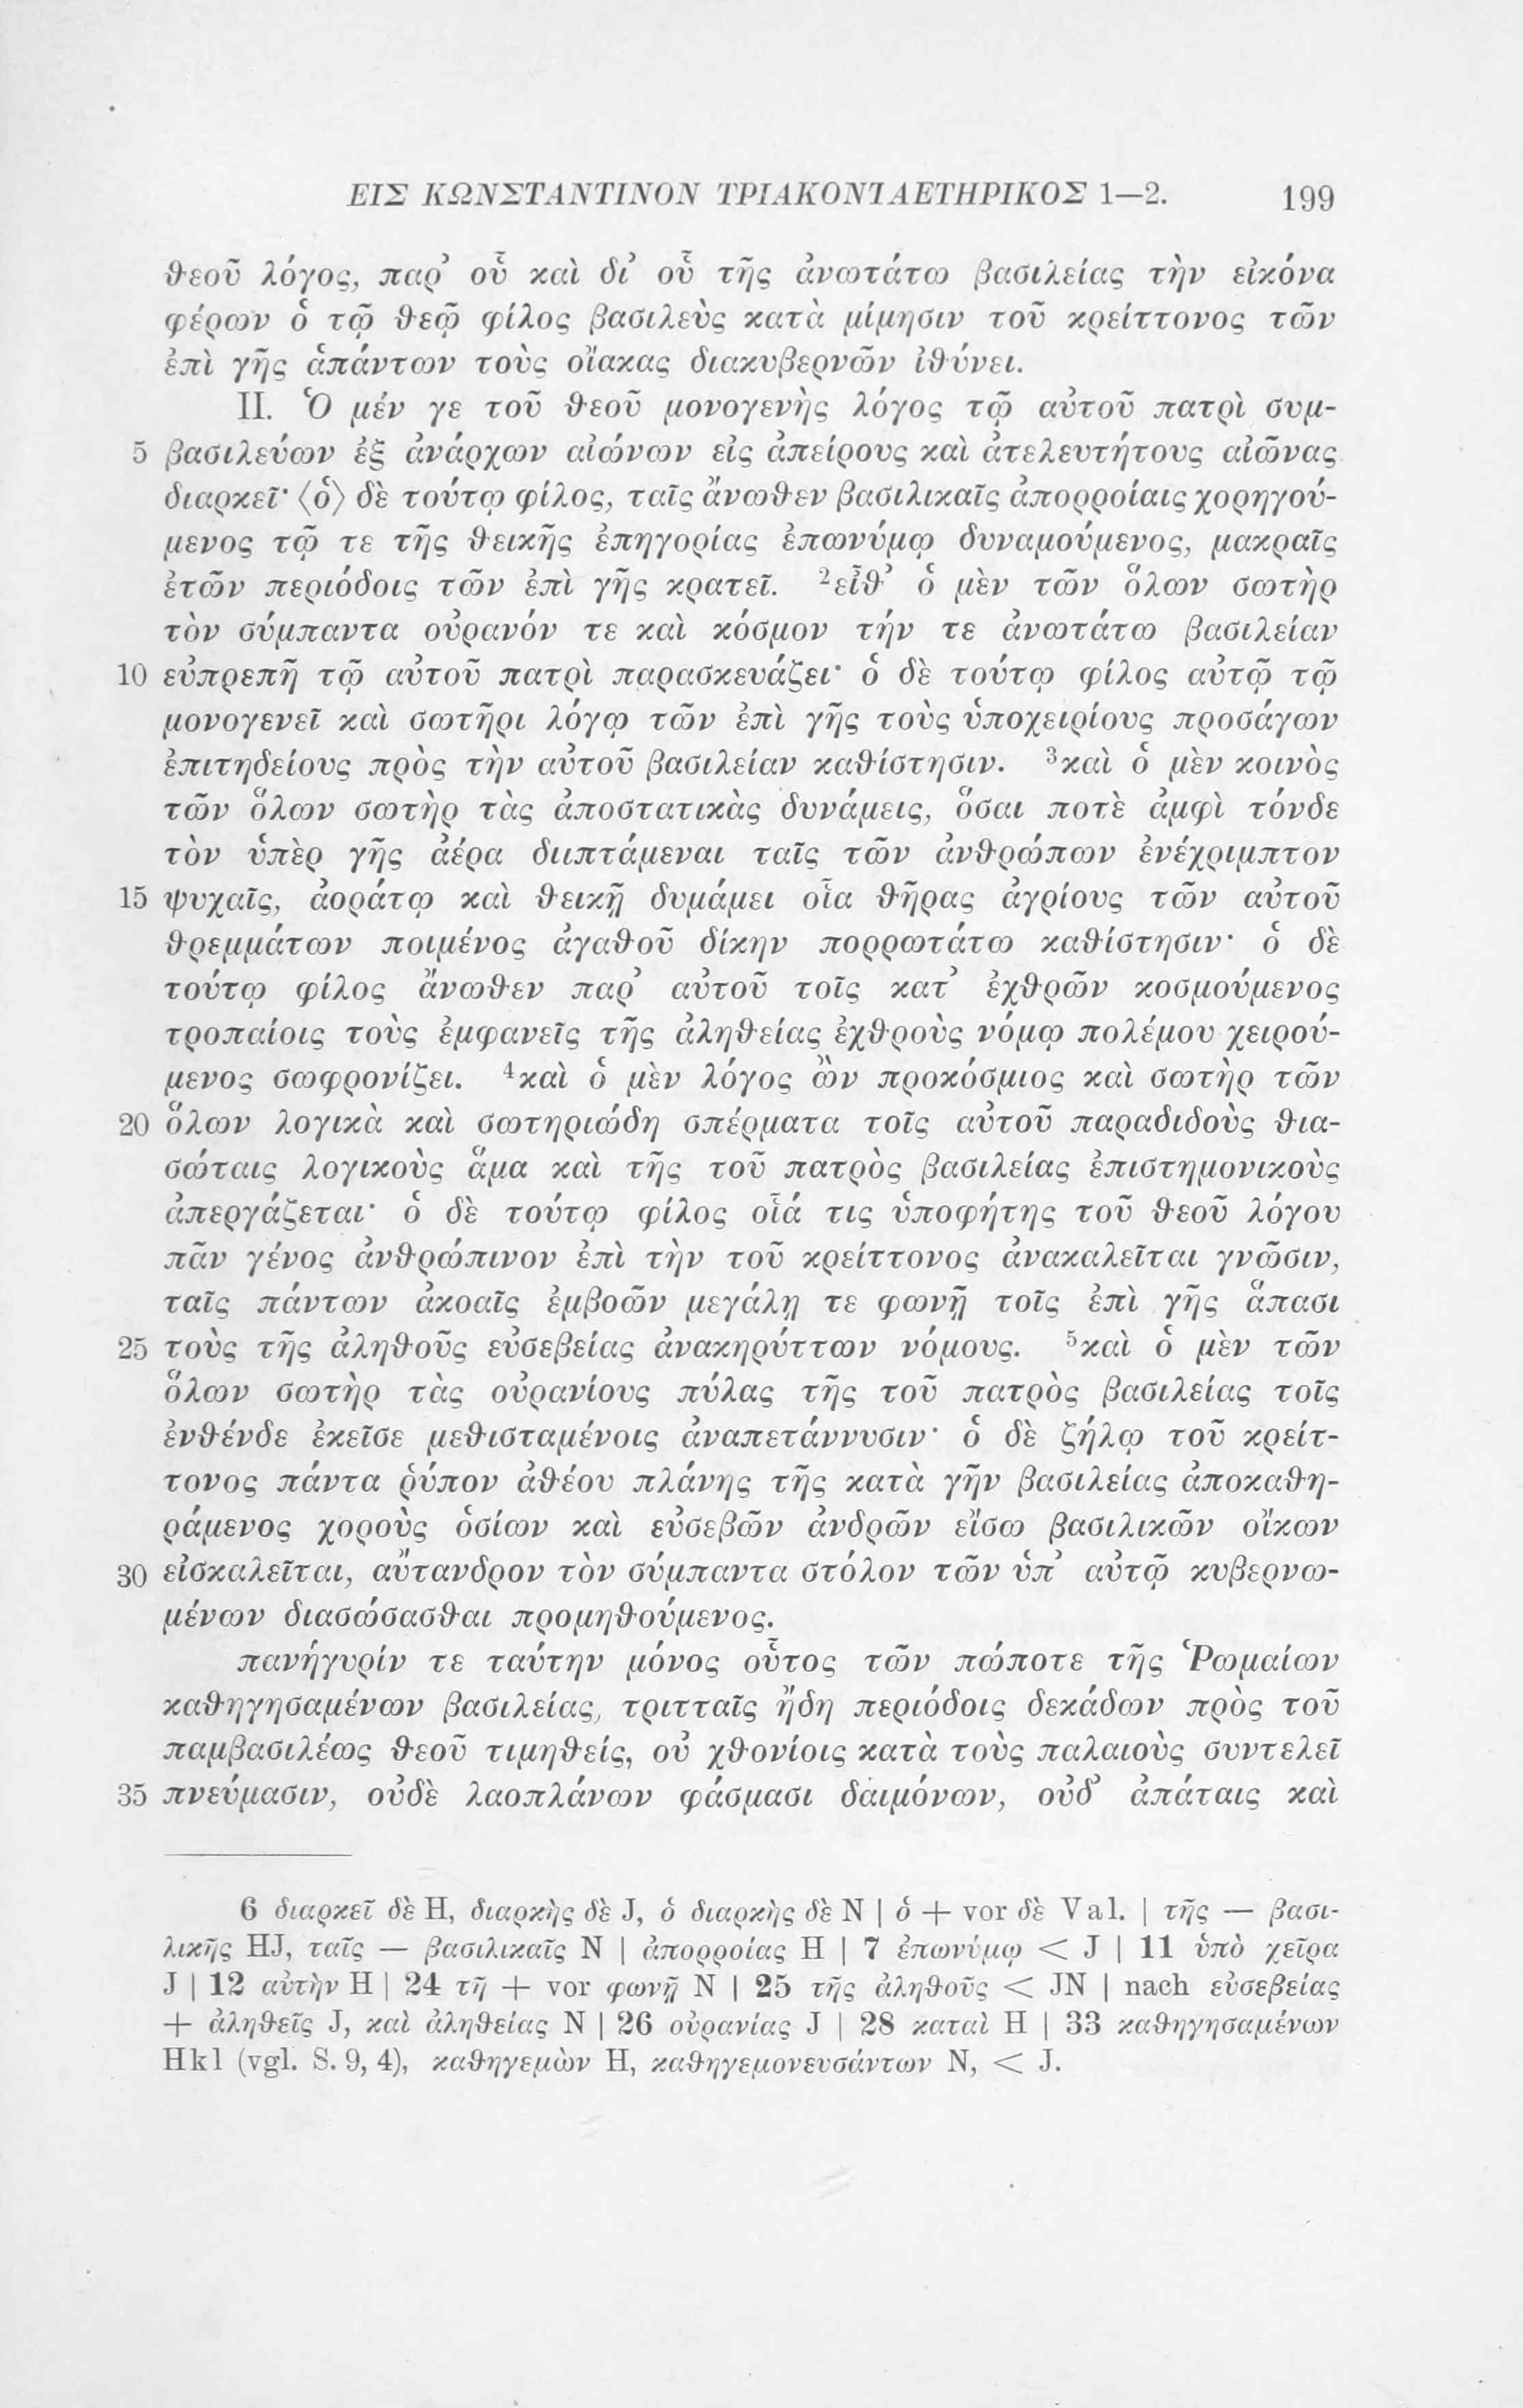 ΕΙΣ ΚΩΝΣΤΑΝΤΙΝΟΝ ΤΡΙΑΚΟΝΤΑΕΤΗΡΙΚΟΣ 1—2. 199
θεοῦ λόγος, παρ’ οὗ καὶ δι’ οὗ τῆς ἀνωτάτω βασιλείας τὴν εἰκόνα
φέρων ὁ τῷ θεῷ φίλος βασιλεὺς κατὰ μίμησιν τοῦ κρείττονος τῶν
ἐπὶ γῆς ἁπάντων τοὺς οἴακας διακυβερνῶν ἰθύνει.
II. Ὁ μέν γε τοῦ θεοῦ μονογενὴς λόγος τῷ αὐτοῦ πατρὶ συμ-
5 βασιλεύων ἐξ ἀνάρχων αἰώνων εἰς ἀπείρους καὶ ἀτελευτήτους αἰῶνας
διαρκεῖ· ⟨ὁ⟩ δὲ τούτῳ φίλος, ταῖς ἄνωθεν βασιλικαῖς ἀπορροίαις χορηγού-
μενος τῷ τε τῆς θεικῆς ἐπηγορίας ἐπωνύμῳ δυναμούμενος, μακραῖς
ἐτῶν περιόδοις τῶν ἐπὶ γῆς κρατεῖ. ²εἶθ’ ὁ μὲν τῶν ὅλων σωτὴρ
τὸν σύμπαντα οὐρανόν τε καὶ κόσμον τήν τε ἀνωτάτω βασιλείαν
10 εὐπρεπῆ τῷ αὐτοῦ πατρὶ παρασκευάζει· ὁ δὲ τούτῳ φίλος αὐτῷ τῷ
μονογενεῖ καὶ σωτῆρι λόγῳ τῶν ἐπὶ γῆς τοὺς ὑποχειρίους προσάγων
ἐπιτηδείους πρὸς τὴν αὐτοῦ βασιλείαν καθίστησιν. ³καὶ ὁ μὲν κοινὸς
τῶν ὅλων σωτὴρ τὰς ἀποστατικὰς δυνάμεις, ὅσαι ποτὲ ἀμφὶ τόνδε
τὸν ὑπὲρ γῆς ἀέρα διιπτάμεναι ταῖς τῶν ἀνθρώπων ἐνέχριμπτον
15 ψυχαῖς, ἀοράτῳ καὶ θεικῇ δυμάμει οἷα θῆρας ἀγρίους τῶν αὐτοῦ
θρεμμάτων ποιμένος ἀγαθοῦ δίκην πορρωτάτω καθίστησιν· ὁ δὲ
τούτῳ φίλος ἄνωθεν παρ’ αὐτοῦ τοῖς κατ’ ἐχθρῶν κοσμούμενος
τροπαίοις τοὺς ἐμφανεῖς τῆς ἀληθείας ἐχθροὺς νόμῳ πολέμου χειρού-
μενος σωφρονίζει. ⁴καὶ ὁ μὲν λόγος ὢν προκόσμιος καὶ σωτὴρ τῶν
20 ὅλων λογικὰ καὶ σωτηριώδη σπέρματα τοῖς αὐτοῦ παραδιδοὺς θια-
σώταις λογικοὺς ἅμα καὶ τῆς τοῦ πατρὸς βασιλείας ἐπιστημονικοὺς
ἀπεργάζεται· ὁ δὲ τούτῳ φίλος οἷά τις ὑποφήτης τοῦ θεοῦ λόγου
πᾶν γένος ἀνθρώπινον ἐπὶ τὴν τοῦ κρείττονος ἀνακαλεῖται γνῶσιν,
ταῖς πάντων ἀκοαῖς ἐμβοῶν μεγάλῃ τε φωνῇ τοῖς ἐπὶ γῆς ἅπασι
25 τοὺς τῆς ἀληθοῦς εὐσεβείας ἀνακηρύττων νόμους. ⁵καὶ ὁ μὲν τῶν
ὅλων σωτὴρ τὰς οὐρανίους πύλας τῆς τοῦ πατρὸς βασιλείας τοῖς
ἐνθένδε ἐκεῖσε μεθισταμένοις ἀναπετάννυσιν· ὁ δὲ ζήλῳ τοῦ κρείτ-
τονος πάντα ῥύπον ἀθέου πλάνης τῆς κατὰ γῆν βασιλείας ἀποκαθη-
ράμενος χοροὺς ὁσίων καὶ εὐσεβῶν ἀνδρῶν εἴσω βασιλικῶν οἴκων
30 εἰσκαλεῖται, αὔτανδρον τὸν σύμπαντα στόλον τῶν ὑπ’ αὐτῷ κυβερνω-
μένων διασώσασθαι προμηθούμενος.
πανήγυρίν τε ταύτην μόνος οὗτος τῶν πώποτε τῆς Ῥωμαίων
καθηγησαμένων βασιλείας, τριτταῖς ἤδη περιόδοις δεκάδων πρὸς τοῦ
παμβασιλέως θεοῦ τιμηθείς, οὐ χθονίοις κατὰ τοὺς παλαιοὺς συντελεῖ
35 πνεύμασιν, οὐδὲ λαοπλάνων φάσμασι δαιμόνων, οὐδ’ ἀπάταις καὶ
6 διαρκεῖ δὲ H, διαρκὴς δὲ J, ὁ διαρκὴς δὲ N | ὁ + vor δὲ Val. | τῆς — βασι-
λικῆς HJ, ταῖς — βασιλικαῖς N | ἀπορροίας H | 7 ἐπωνύμῳ < J | 11 ὑπὸ χεῖρα
J | 12 αὐτὴν H | 24 τῇ + vor φωνῇ N | 25 τῆς ἀληθοῦς < JN | nach εὐσεβείας
+ ἀληθεῖς J, καὶ ἀληθείας N | 26 οὐρανίας J | 28 καταὶ H | 33 καθηγησαμένων
Hkl (vgl. S. 9, 4), καθηγεμὼν H, καθηγεμονευσάντων N, < J.